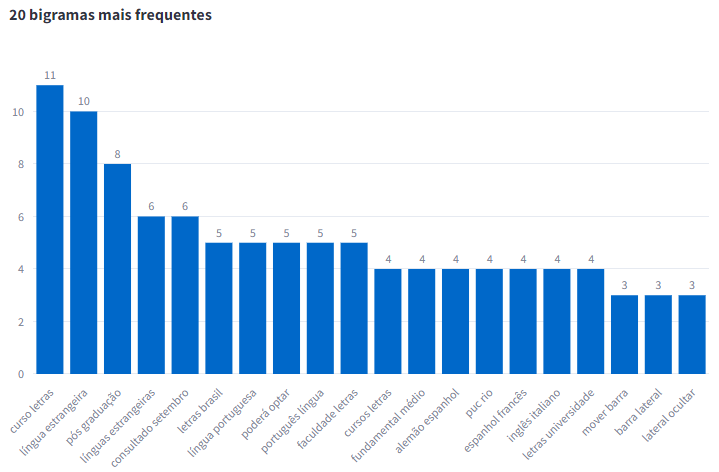 20 bigramas mais frequentes
11
10
8
6
6
5
5
5
5
5
4
4
4
4
4
4
4
3
3
3
10
8
6
4
2
0
curso letras
língua estrangeira
pós graduação
línguas estrangeiras
consultado setembro
letras brasil
língua portuguesa
poderá optar
português língua
faculdade letras
cursos letras
fundamental médio
alemão espanhol
puc rio
espanhol francês
inglês italiano
letras universidade
mover barra
barra lateral
lateral ocultar